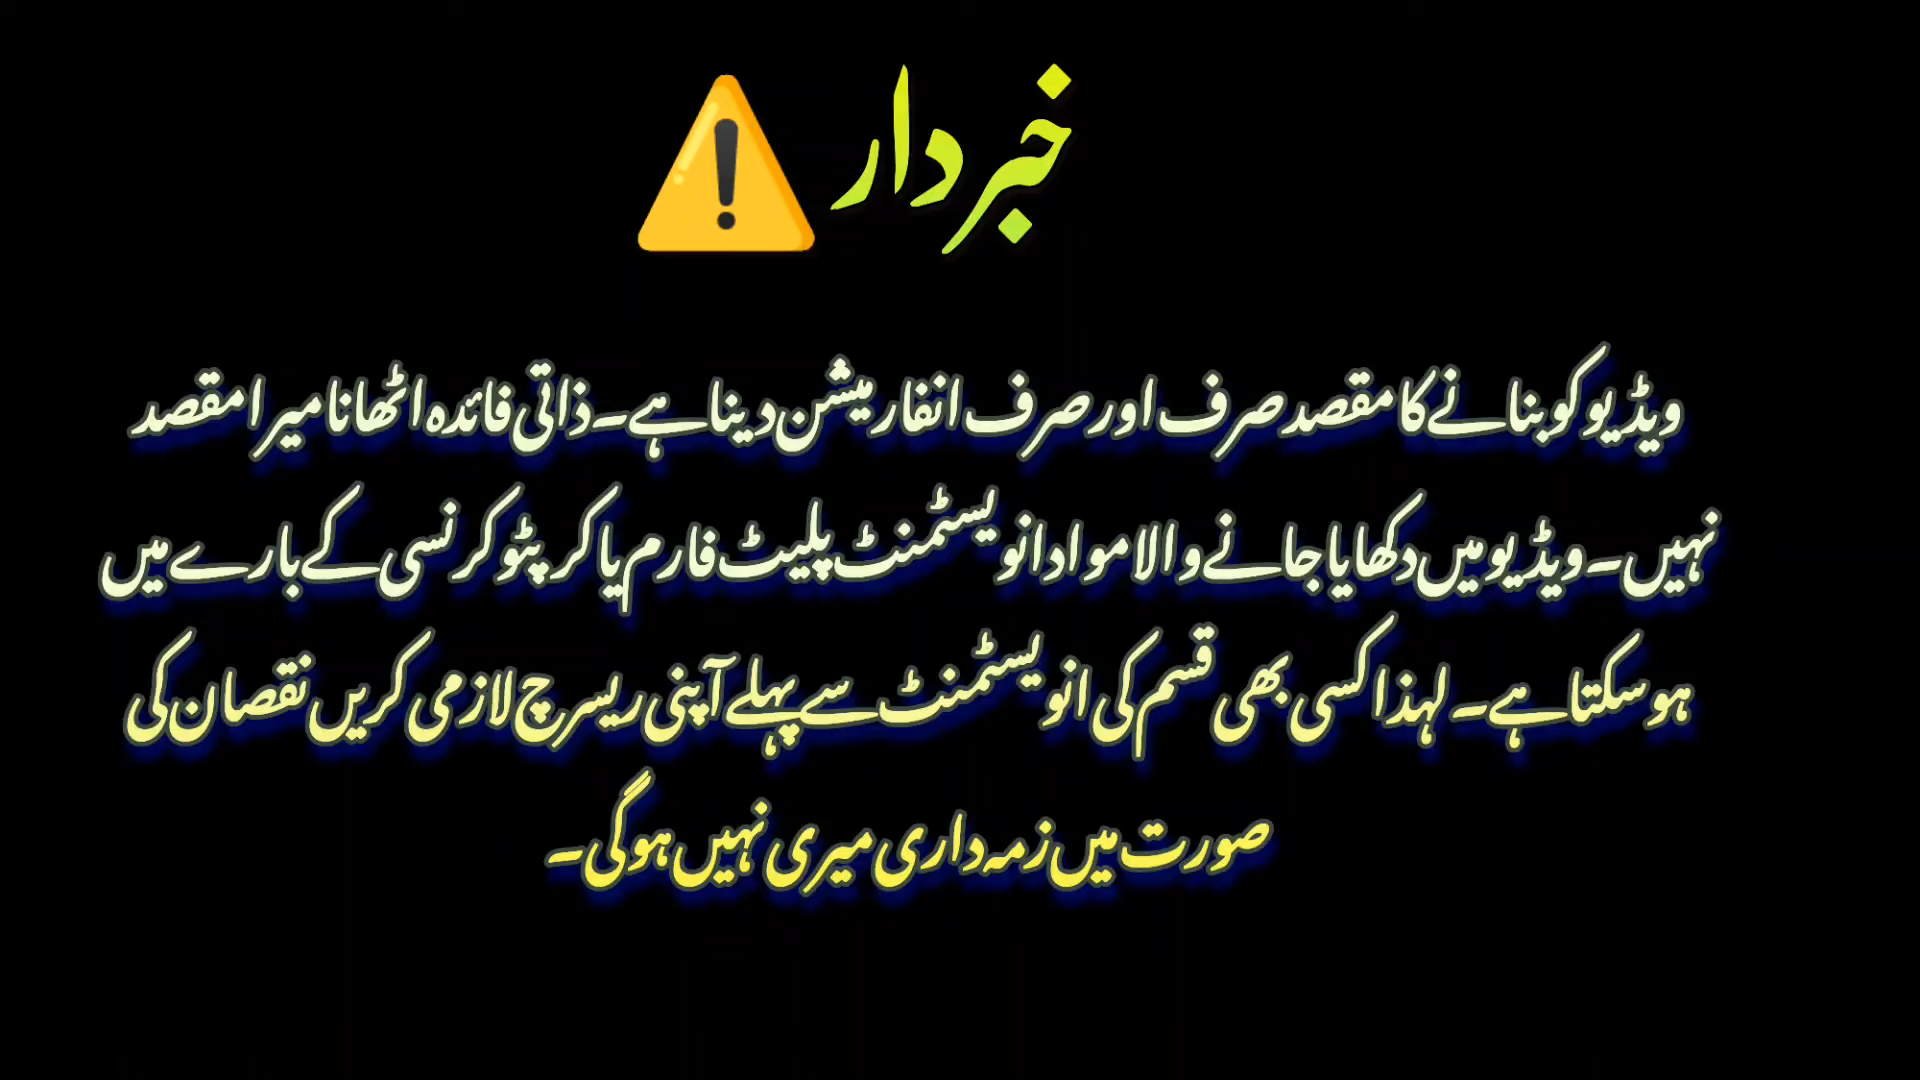 خبردار
ویڈیو کو بنانے کا مقصد صرف اور صرف انفارمیشن دینا ہے۔ ذاتی فائدہ اٹھانا میرا مقصد
نہیں۔ ویڈیو میں دکھایا جانے والا مواد انویسٹمنٹ پلیٹ فارم یا کرپٹو کرنسی کے بارے میں
ہو سکتا ہے۔ لہذا کسی بھی قسم کی انویسٹمنٹ سے پہلے آپنی ریسرچ لازمی کریں نقصان کی
صورت میں زمہ داری میری نہیں ہوگی۔